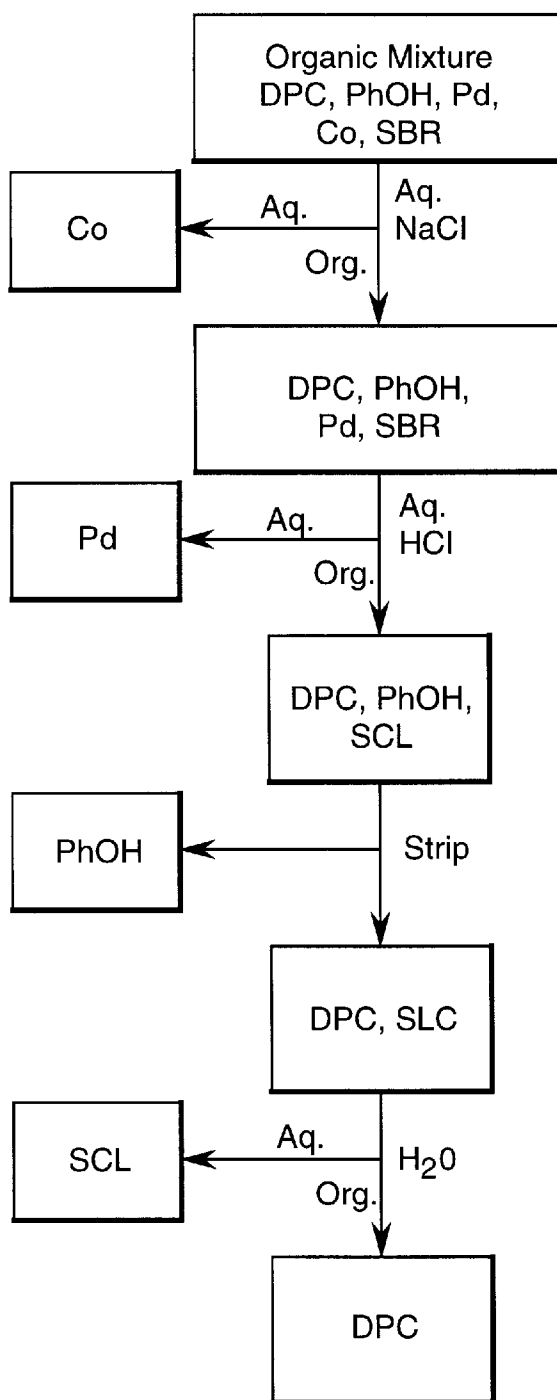 Organic Mixture
DPC, PhOH, Pd,
Co, SBR
Co
Aq.
Aq.
NaCl
Org.
DPC, PhOH,
Pd, SBR
Pd
Aq.
Aq.
HCl
Org.
DPC, PhOH,
SCL
PhOH
Strip
DPC, SLC
SCL
Aq.
H₂0
Org.
DPC